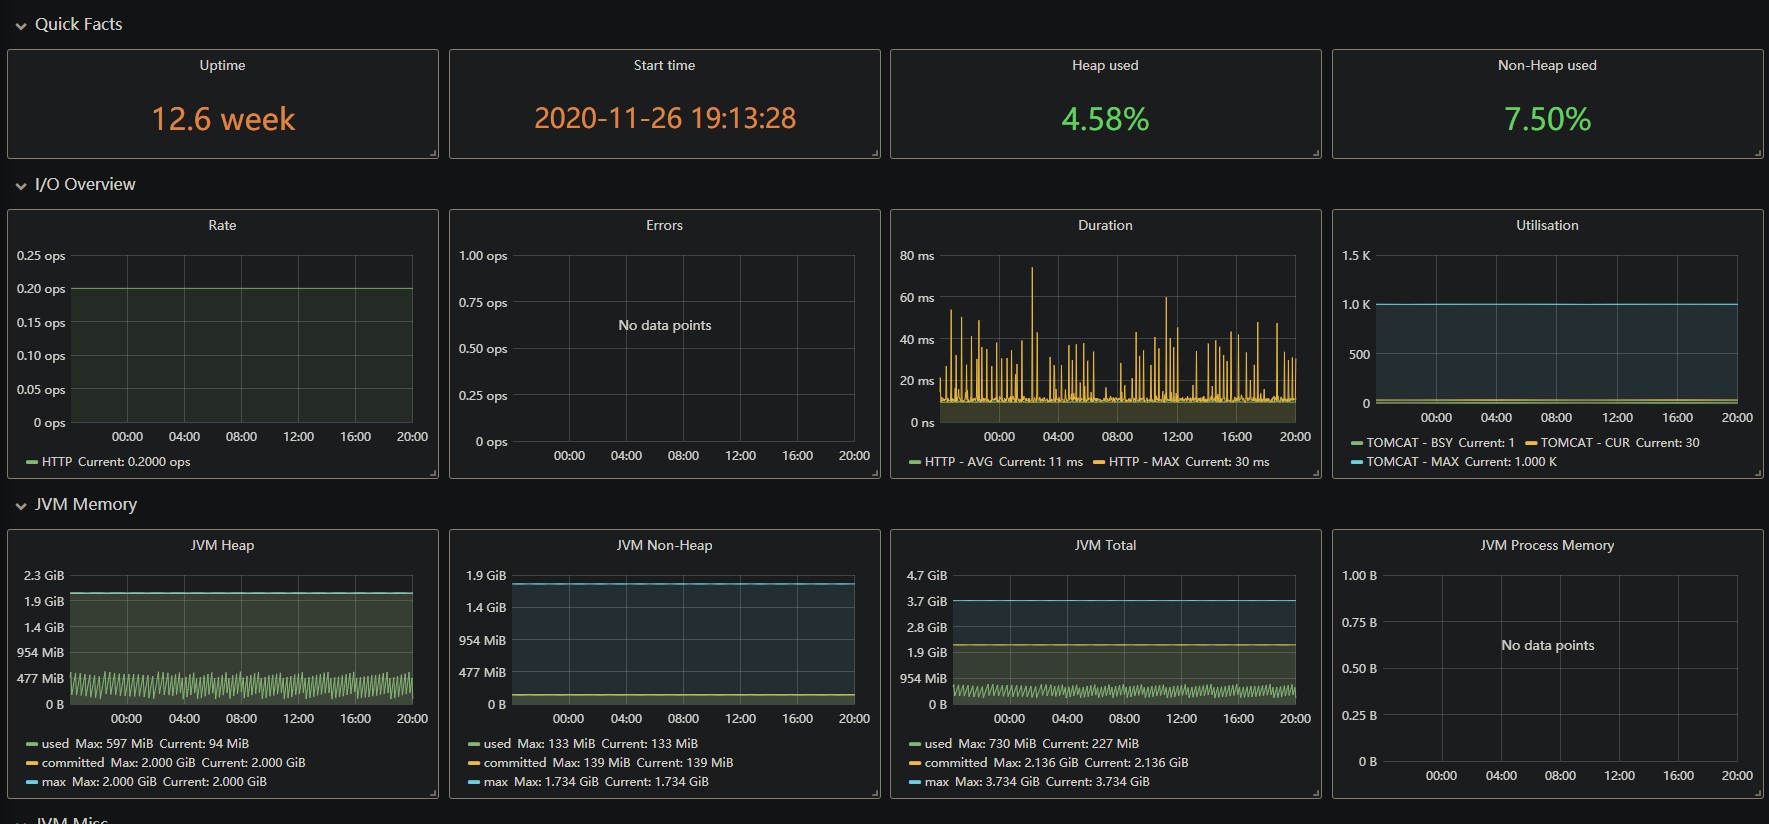 Quick Facts
Uptime
12.6 week
Start time
2020-11-26 19:13:28
Heap used
4.58%
Non-Heap used
7.50%
I/O Overview
Rate
0.25 ops
0.20 ops
0.15 ops
0.10 ops
0.05 ops
0 ops
00:00 04:00 08:00 12:00 16:00 20:00
HTTP Current: 0.2000 ops
Errors
1.00 ops
0.75 ops
No data points
0.50 ops
0.25 ops
0 ops
00:00 04:00 08:00 12:00 16:00 20:00
Duration
80 ms
60 ms
40 ms
20 ms
0 ns
00:00 04:00 08:00 12:00 16:00 20:00
HTTP - AVG Current: 11 ms HTTP - MAX Current: 30 ms
Utilisation
1.5 K
1.0 K
500
0
00:00 04:00 08:00 12:00 16:00 20:00
TOMCAT - BSY Current: 1 TOMCAT - CUR Current: 30
TOMCAT - MAX Current: 1.000 K
JVM Memory
JVM Heap
2.3 GiB
1.9 GiB
1.4 GiB
954 MiB
477 MiB
0 B
00:00 04:00 08:00 12:00 16:00 20:00
used Max: 597 MiB Current: 94 MiB
committed Max: 2.000 GiB Current: 2.000 GiB
max Max: 2.000 GiB Current: 2.000 GiB
JVM Non-Heap
1.9 GiB
1.4 GiB
954 MiB
477 MiB
0 B
00:00 04:00 08:00 12:00 16:00 20:00
used Max: 133 MiB Current: 133 MiB
committed Max: 139 MiB Current: 139 MiB
max Max: 1.734 GiB Current: 1.734 GiB
JVM Total
4.7 GiB
3.7 GiB
2.8 GiB
1.9 GiB
954 MiB
0 B
00:00 04:00 08:00 12:00 16:00 20:00
used Max: 730 MiB Current: 227 MiB
committed Max: 2.136 GiB Current: 2.136 GiB
max Max: 3.734 GiB Current: 3.734 GiB
JVM Process Memory
1.00 B
0.75 B
No data points
0.50 B
0.25 B
0 B
00:00 04:00 08:00 12:00 16:00 20:00
JVM Misc